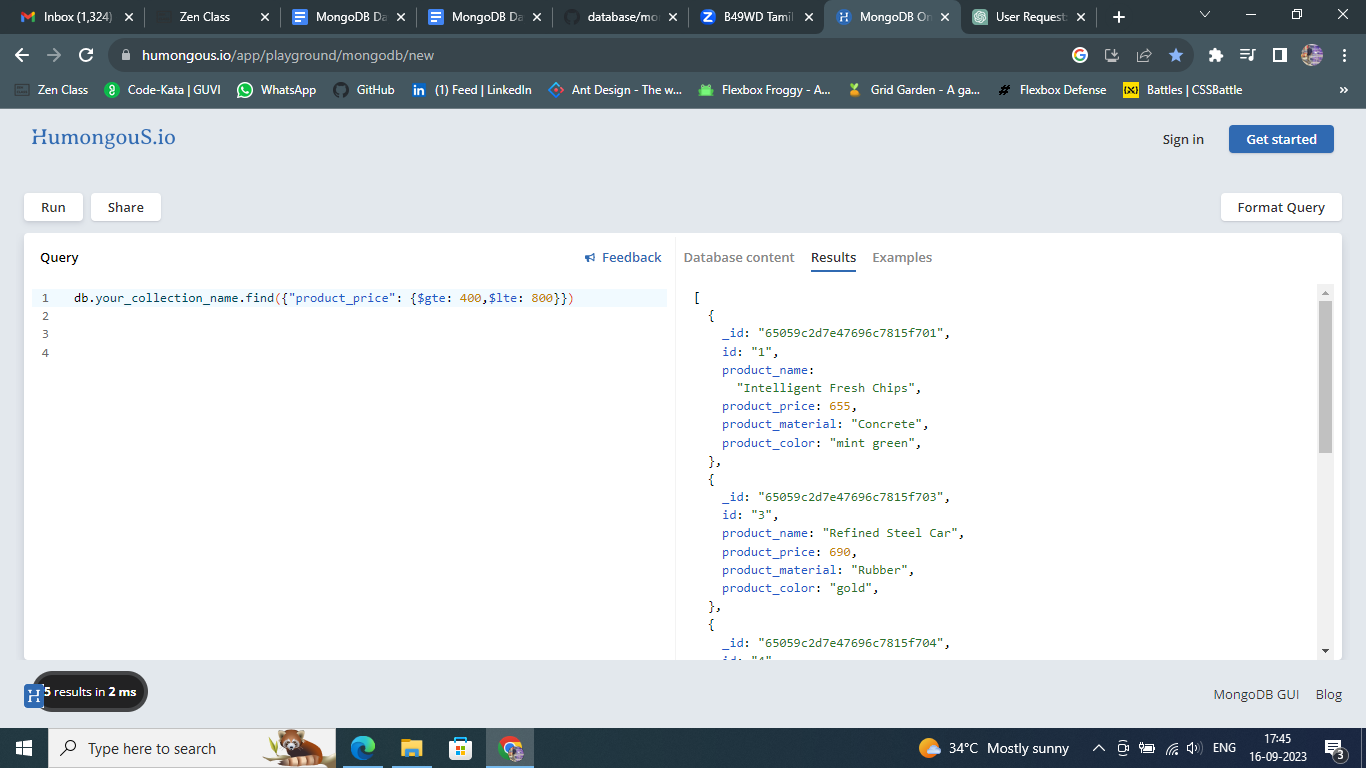 Inbox (1,324)
Zen Class
MongoDB Da
MongoDB Da
database/mo
B49WD Tamil
MongoDB On
User Request
humongous.io/app/playground/mongodb/new
Zen Class
Code-Kata | GUVI
WhatsApp
GitHub
(1) Feed | LinkedIn
Ant Design - The w...
Flexbox Froggy - A...
Grid Garden - A ga...
Flexbox Defense
Battles | CSSBattle
»
HumongouS.io
Sign in
Get started
Run
Share
Format Query
Query
Feedback
Database content
Results
Examples
1 db.your_collection_name.find({"product_price": {$gte: 400,$lte: 800}})
2
3
4
[
{
_id: "65059c2d7e47696c7815f701",
id: "1",
product_name:
"Intelligent Fresh Chips",
product_price: 655,
product_material: "Concrete",
product_color: "mint green",
},
{
_id: "65059c2d7e47696c7815f703",
id: "3",
product_name: "Refined Steel Car",
product_price: 690,
product_material: "Rubber",
product_color: "gold",
},
{
_id: "65059c2d7e47696c7815f704",
id: "4"
H
5 results in 2 ms
MongoDB GUI
Blog
Type here to search
34°C Mostly sunny
ENG
17:45
16-09-2023
3